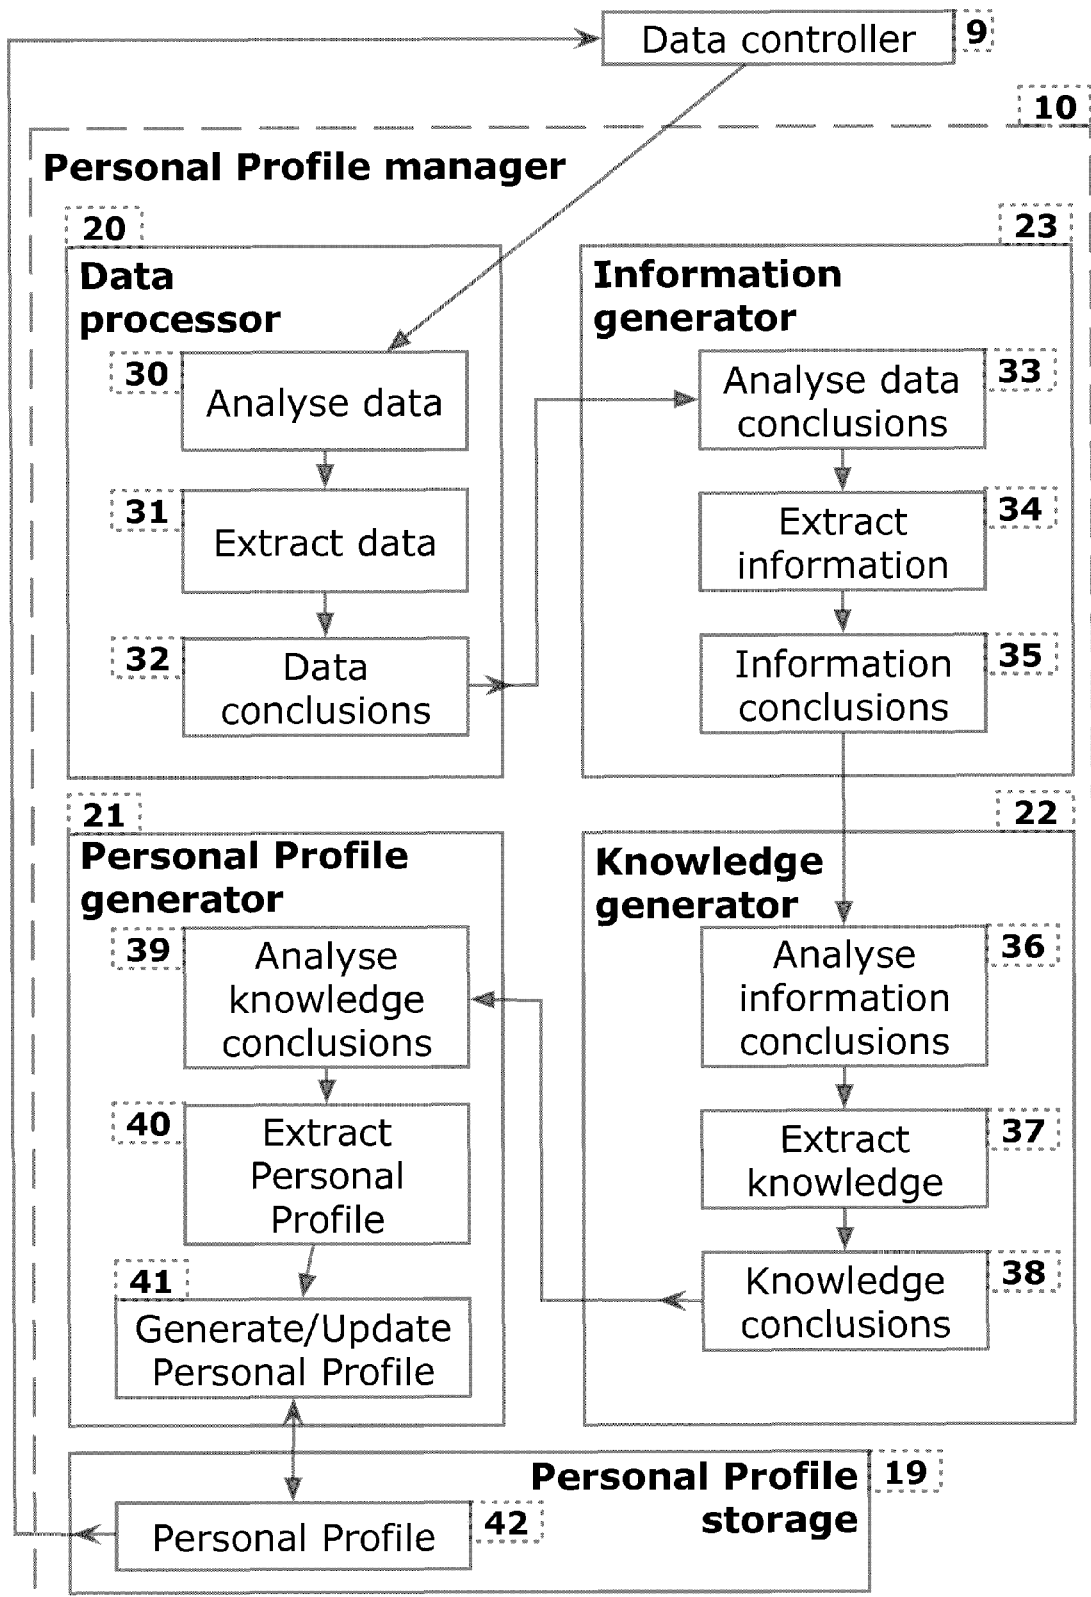 Data controller
9
10
Personal Profile manager
20
Data
processor
30
Analyse data
31
Extract data
32
Data
conclusions
23
Information
generator
33
Analyse data
conclusions
34
Extract
information
35
Information
conclusions
21
Personal Profile
generator
39
Analyse
knowledge
conclusions
40
Extract
Personal
Profile
41
Generate/Update
Personal Profile
22
Knowledge
generator
36
Analyse
information
conclusions
37
Extract
knowledge
38
Knowledge
conclusions
19
Personal Profile
storage
42
Personal Profile